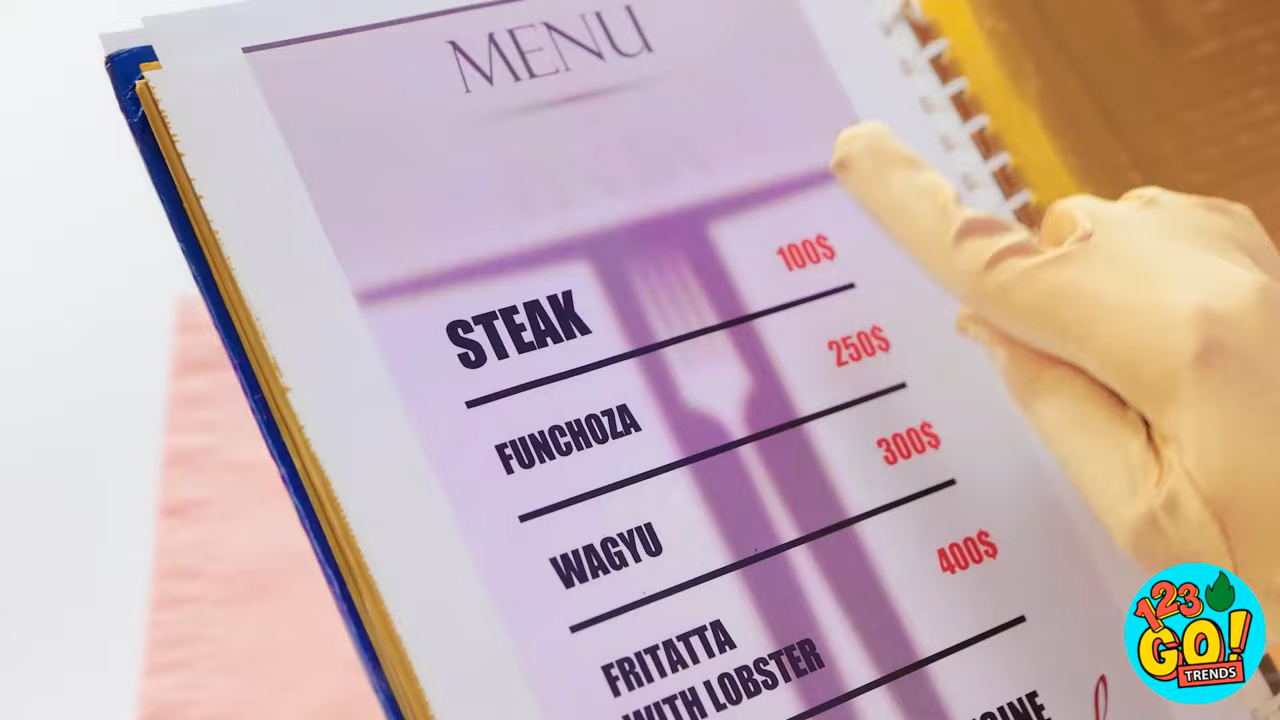 MENU
STEAK 100$
FUNCHOZA 250$
WAGYU 300$
FRITATTA 400$
WITH LOBSTER
123
GO!
TRENDS